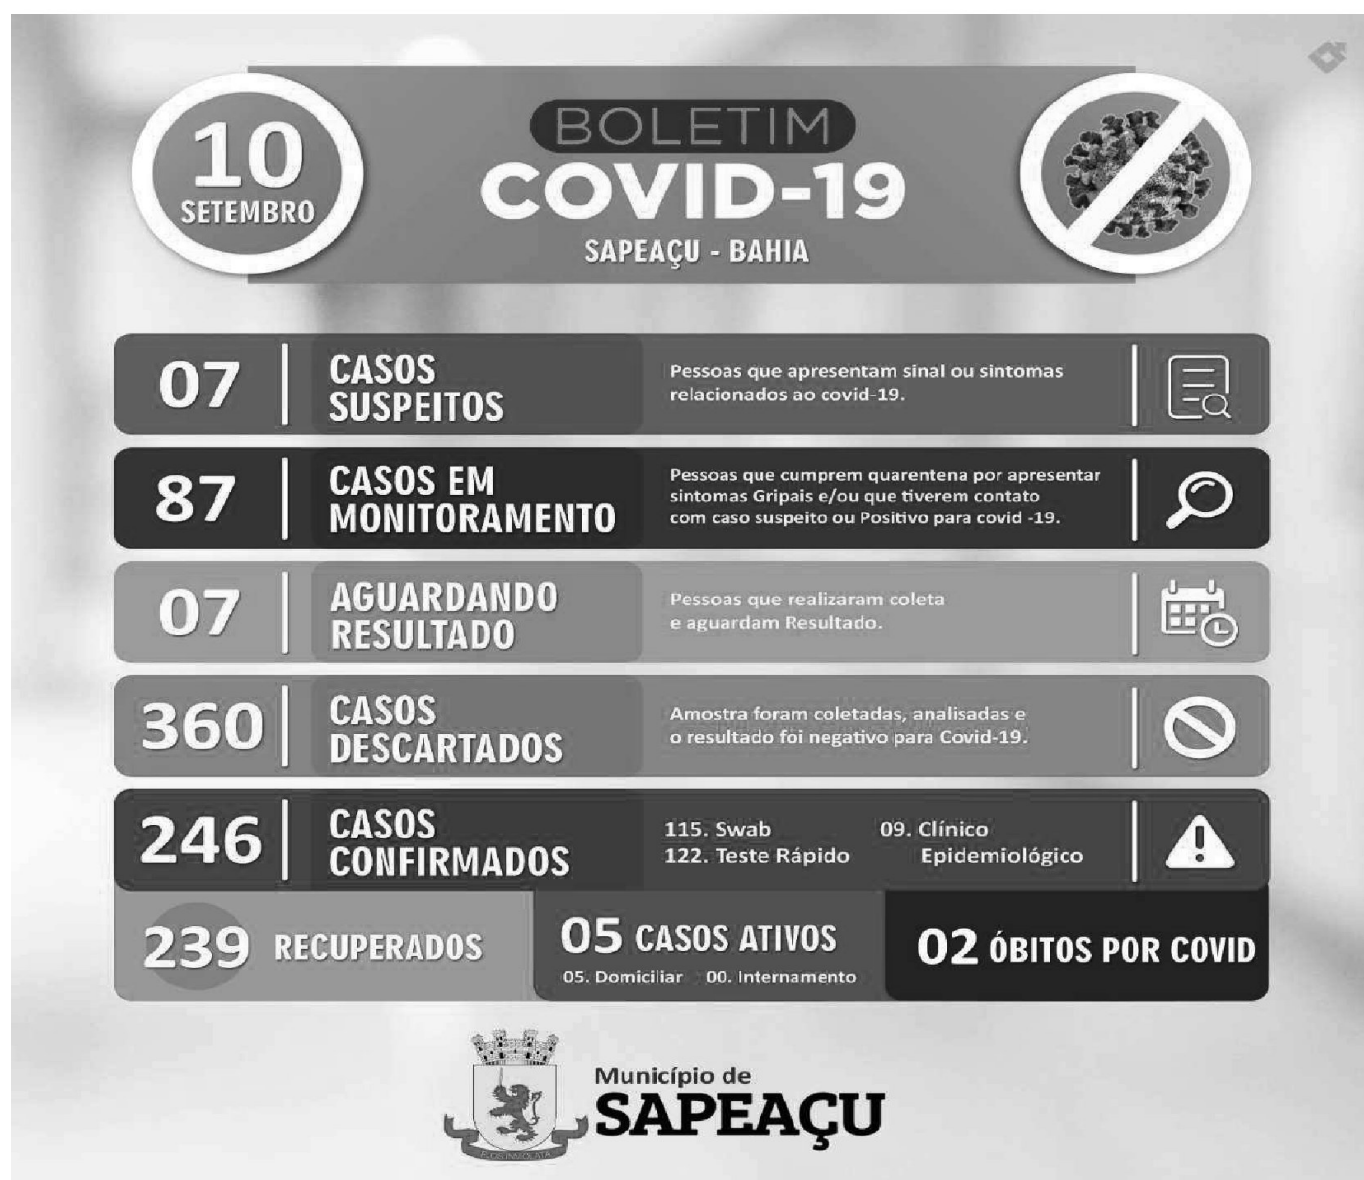 10
SETEMBRO
BOLETIM
COVID-19
SAPEAÇU - BAHIA
07
CASOS
SUSPEITOS
Pessoas que apresentam sinal ou sintomas
relacionados ao covid-19.
87
CASOS EM
MONITORAMENTO
Pessoas que cumprem quarentena por apresentar
sintomas Gripais e/ou que tiverem contato
com caso suspeito ou Positivo para covid -19.
07
AGUARDANDO
RESULTADO
Pessoas que realizaram coleta
e aguardam Resultado.
360
CASOS
DESCARTADOS
Amostra foram coletadas, analisadas e
o resultado foi negativo para Covid-19.
246
CASOS
CONFIRMADOS
115. Swab
122. Teste Rápido
09. Clínico
Epidemiológico
239 RECUPERADOS
05 CASOS ATIVOS
05. Domiciliar 00. Internamento
02 ÓBITOS POR COVID
Município de
SAPEAÇU